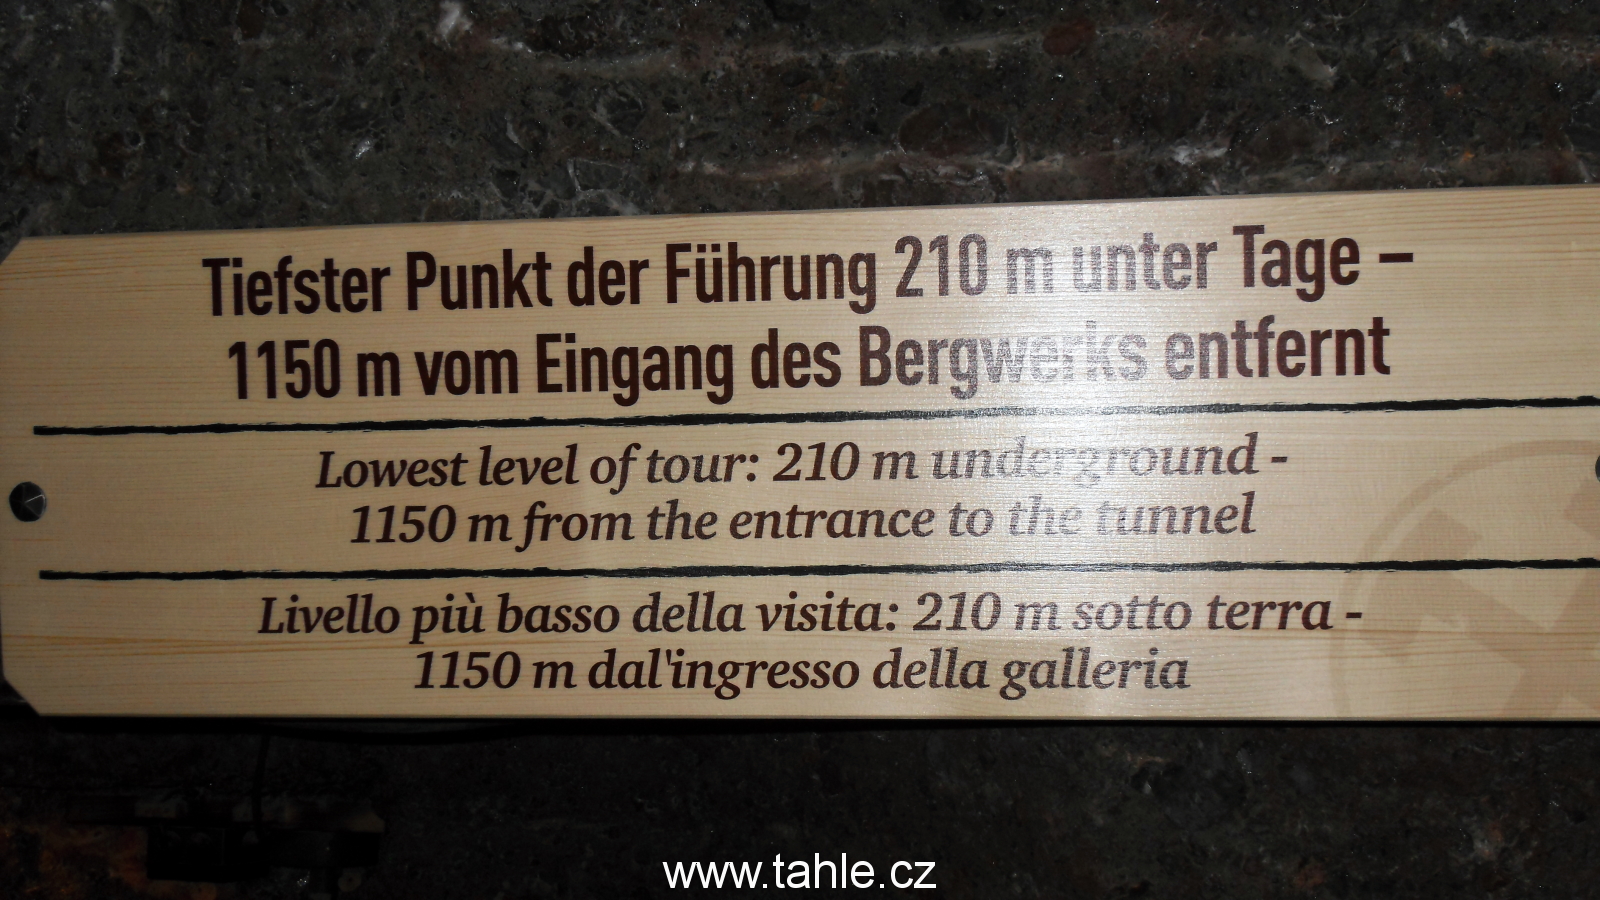 Tiefster Punkt der Führung 210 m unter Tage –
1150 m vom Eingang des Bergwerks entfernt
Lowest level of tour: 210 m underground -
1150 m from the entrance to the tunnel
Livello più basso della visita: 210 m sotto terra -
1150 m dal'ingresso della galleria
www.tahle.cz